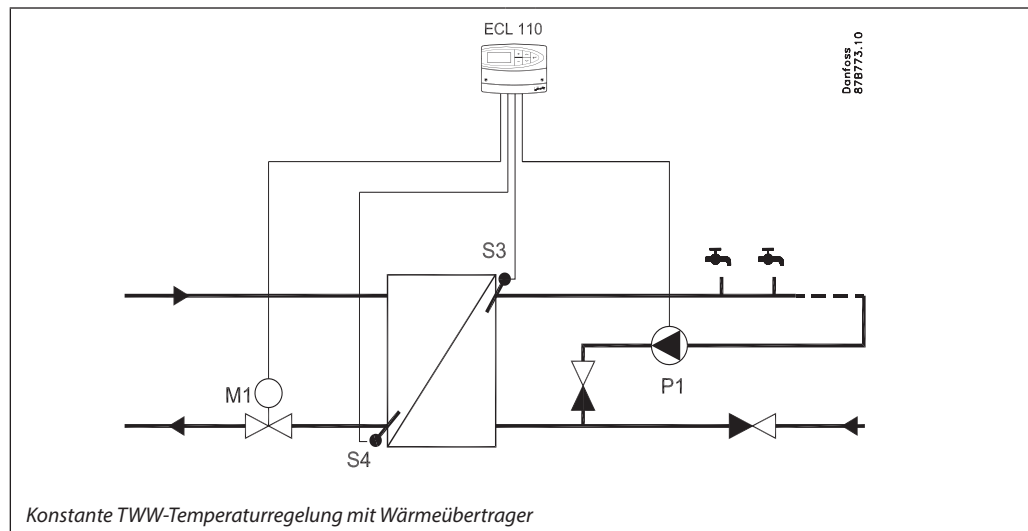 ECL 110
Danfoss
87B773.10
S3
M1
P1
S4
Konstante TWW-Temperaturregelung mit Wärmeübertrager